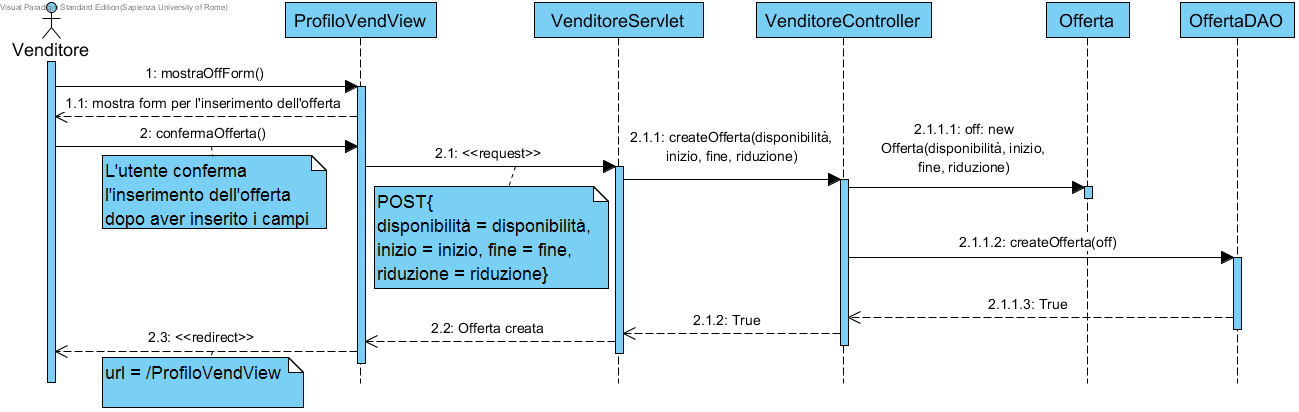 Visual Paradigm Standard Edition(Sapienza University of Rome)
Venditore
ProfiloVendView
VenditoreServlet
VenditoreController
Offerta
OffertaDAO
1: mostraOffForm()
1.1: mostra form per l'inserimento dell'offerta
2: confermaOfferta()
L'utente conferma
l'inserimento dell'offerta
dopo aver inserito i campi
2.1: <<request>>
POST{
disponibilità = disponibilità,
inizio = inizio, fine = fine,
riduzione = riduzione}
2.1.1: createOfferta(disponibilità,
inizio, fine, riduzione)
2.1.1.1: off: new
Offerta(disponibilità, inizio,
fine, riduzione)
2.1.1.2: createOfferta(off)
2.1.1.3: True
2.1.2: True
2.2: Offerta creata
2.3: <<redirect>>
url = /ProfiloVendView